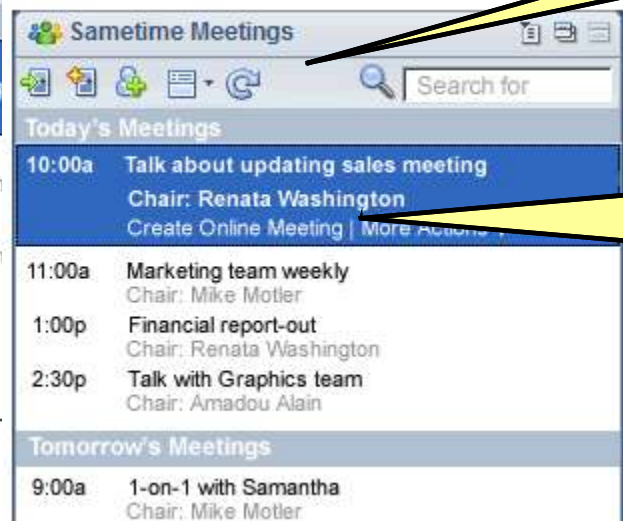 Sametime Meetings
Search for
Today's Meetings
10:00a Talk about updating sales meeting
Chair: Renata Washington
Create Online Meeting | More Actions
11:00a Marketing team weekly
Chair: Mike Motler
1:00p Financial report-out
Chair: Renata Washington
2:30p Talk with Graphics team
Chair: Amadou Alain
Tomorrow's Meetings
9:00a 1-on-1 with Samantha
Chair: Mike Motler